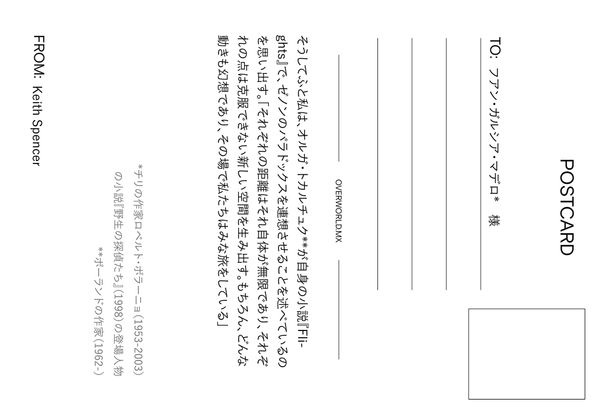 POSTCARD
TO: フアン・ガルシア・マデロ* 様
OVERWORLD.MX
そうしてふと私は、オルガ・トカルチュク**が自身の小説『Fli-
ghts』で、ゼノンのパラドックスを連想させることを述べているの
を思い出す。「それぞれの距離はそれ自体が無限であり、それぞ
れの点は克服できない新しい空間を生み出す。もちろん、どんな
動きも幻想であり、その場で私たちはみな旅をしている」
*チリの作家ロベルト・ボラーニョ(1953-2003)
の小説『野生の探偵たち』(1998)の登場人物
**ポーランドの作家(1962-)
FROM: Keith Spencer